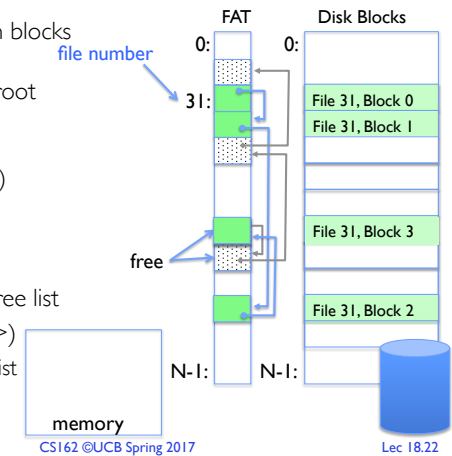 FAT
Disk Blocks
n blocks
file number
0:
0:
root
31:
File 31, Block 0
File 31, Block 1
)
File 31, Block 3
free
ree list
File 31, Block 2
>)
ist
N-1:
N-1:
memory
CS162 ©UCB Spring 2017
Lec 18.22